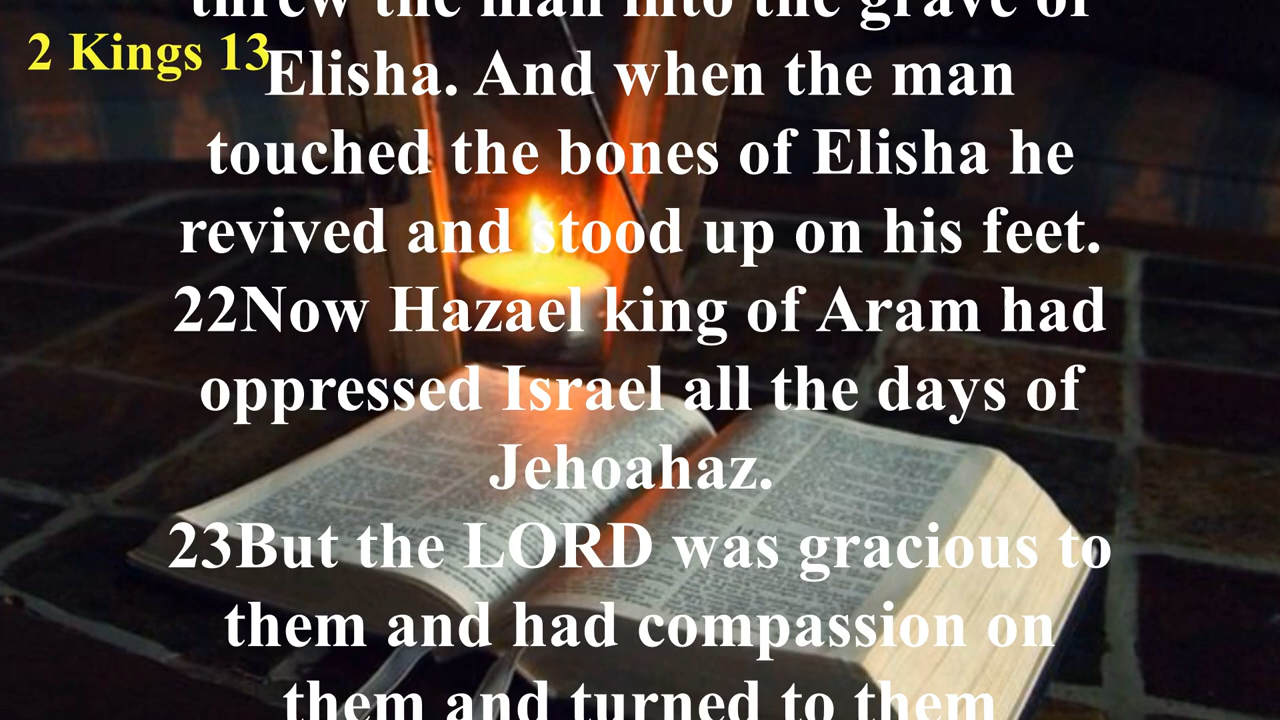 threw the man into the grave of
2 Kings 13
Elisha. And when the man
touched the bones of Elisha he
revived and stood up on his feet.
22Now Hazael king of Aram had
oppressed Israel all the days of
Jehoahaz.
23But the LORD was gracious to
them and had compassion on
them and turned to them